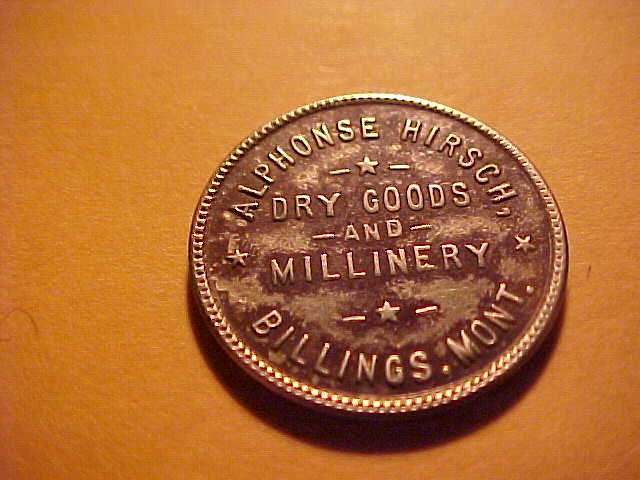 ALPHONSE HIRSCH,
DRY GOODS
AND
MILLINERY
BILLINGS. MONT.